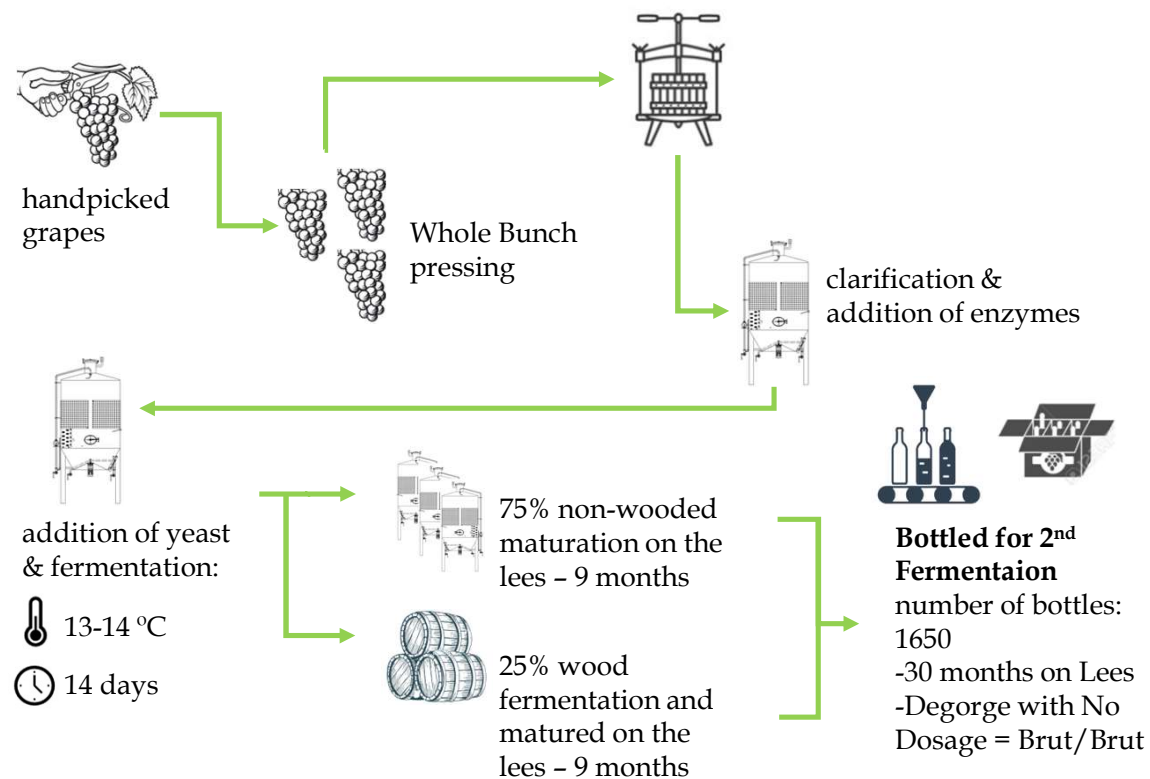 handpicked
grapes
Whole Bunch
pressing
clarification &
addition of enzymes
addition of yeast
& fermentation:
13-14 ºC
14 days
75% non-wooded
maturation on the
lees – 9 months
25% wood
fermentation and
matured on the
lees – 9 months
Bottled for 2nd
Fermentaion
number of bottles:
1650
-30 months on Lees
-Degorge with No
Dosage = Brut/Brut